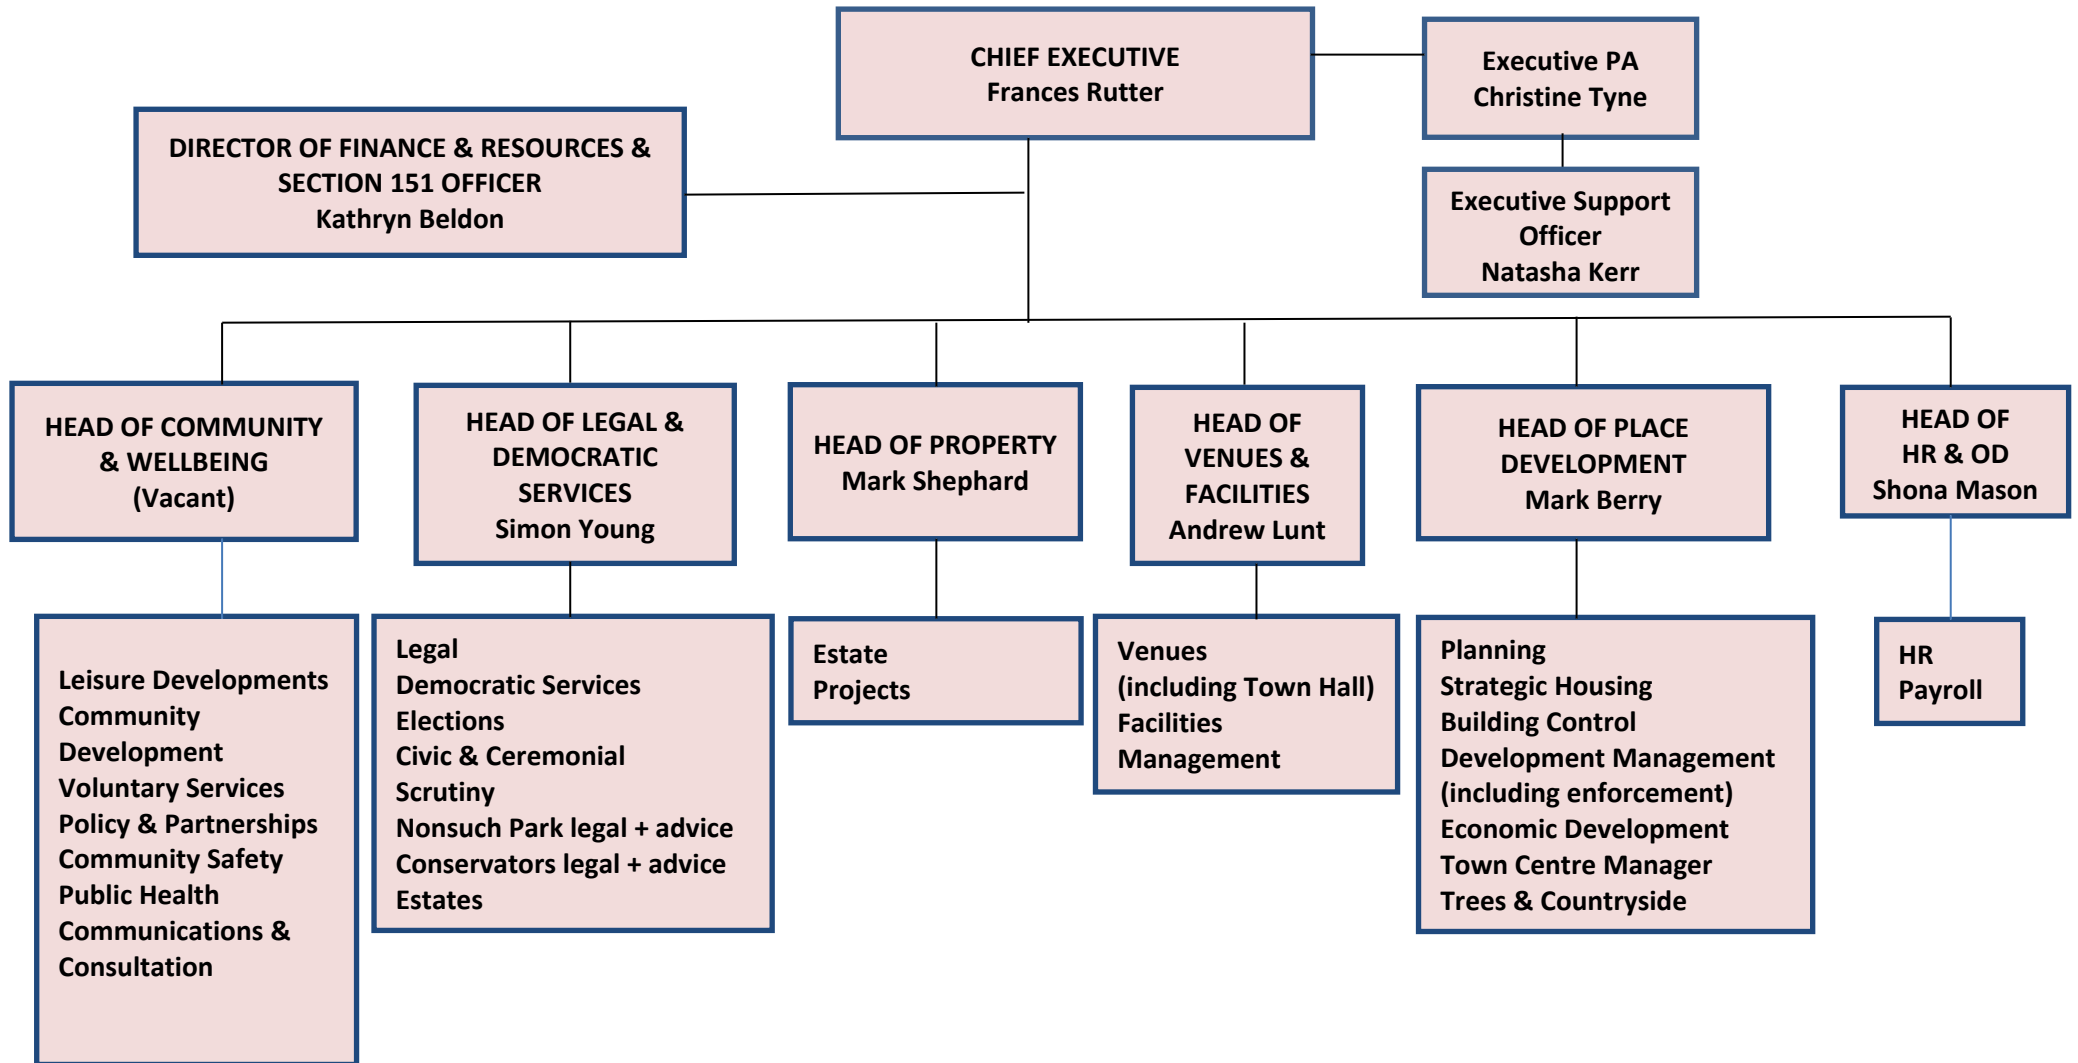 CHIEF EXECUTIVE
Frances Rutter
Executive PA
Christine Tyne
DIRECTOR OF FINANCE & RESOURCES &
SECTION 151 OFFICER
Kathryn Beldon
Executive Support
Officer
Natasha Kerr
HEAD OF COMMUNITY
& WELLBEING
(Vacant)
HEAD OF LEGAL &
DEMOCRATIC
SERVICES
Simon Young
HEAD OF PROPERTY
Mark Shephard
HEAD OF
VENUES &
FACILITIES
Andrew Lunt
HEAD OF PLACE
DEVELOPMENT
Mark Berry
HEAD OF
HR & OD
Shona Mason
Leisure Developments
Community
Development
Voluntary Services
Policy & Partnerships
Community Safety
Public Health
Communications &
Consultation
Legal
Democratic Services
Elections
Civic & Ceremonial
Scrutiny
Nonsuch Park legal + advice
Conservators legal + advice
Estates
Estate
Projects
Venues
(including Town Hall)
Facilities
Management
Planning
Strategic Housing
Building Control
Development Management
(including enforcement)
Economic Development
Town Centre Manager
Trees & Countryside
HR
Payroll